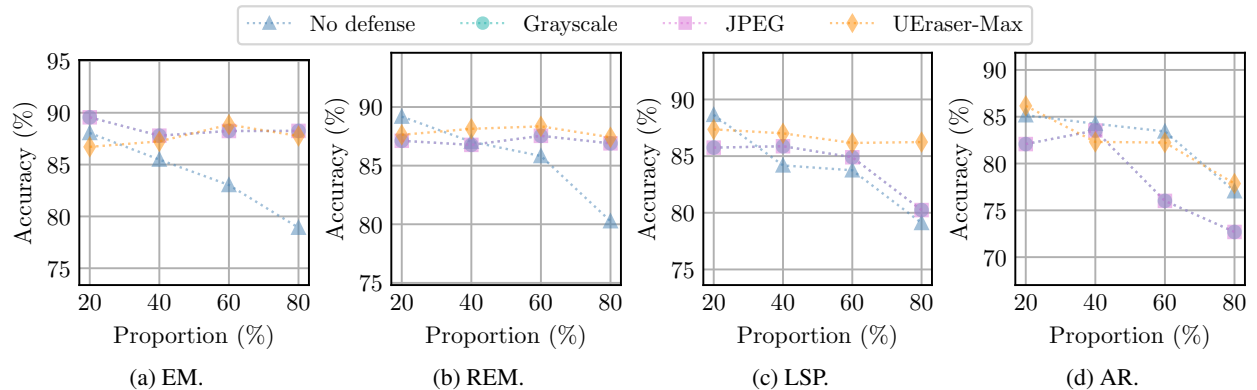 No defense Grayscale JPEG UEraser-Max
95
90
85
80
75
Accuracy (%)
20 40 60 80
Proportion (%)
(a) EM.
90
85
80
75
Accuracy (%)
20 40 60 80
Proportion (%)
(b) REM.
90
85
80
75
Accuracy (%)
20 40 60 80
Proportion (%)
(c) LSP.
90
85
80
75
70
Accuracy (%)
20 40 60 80
Proportion (%)
(d) AR.